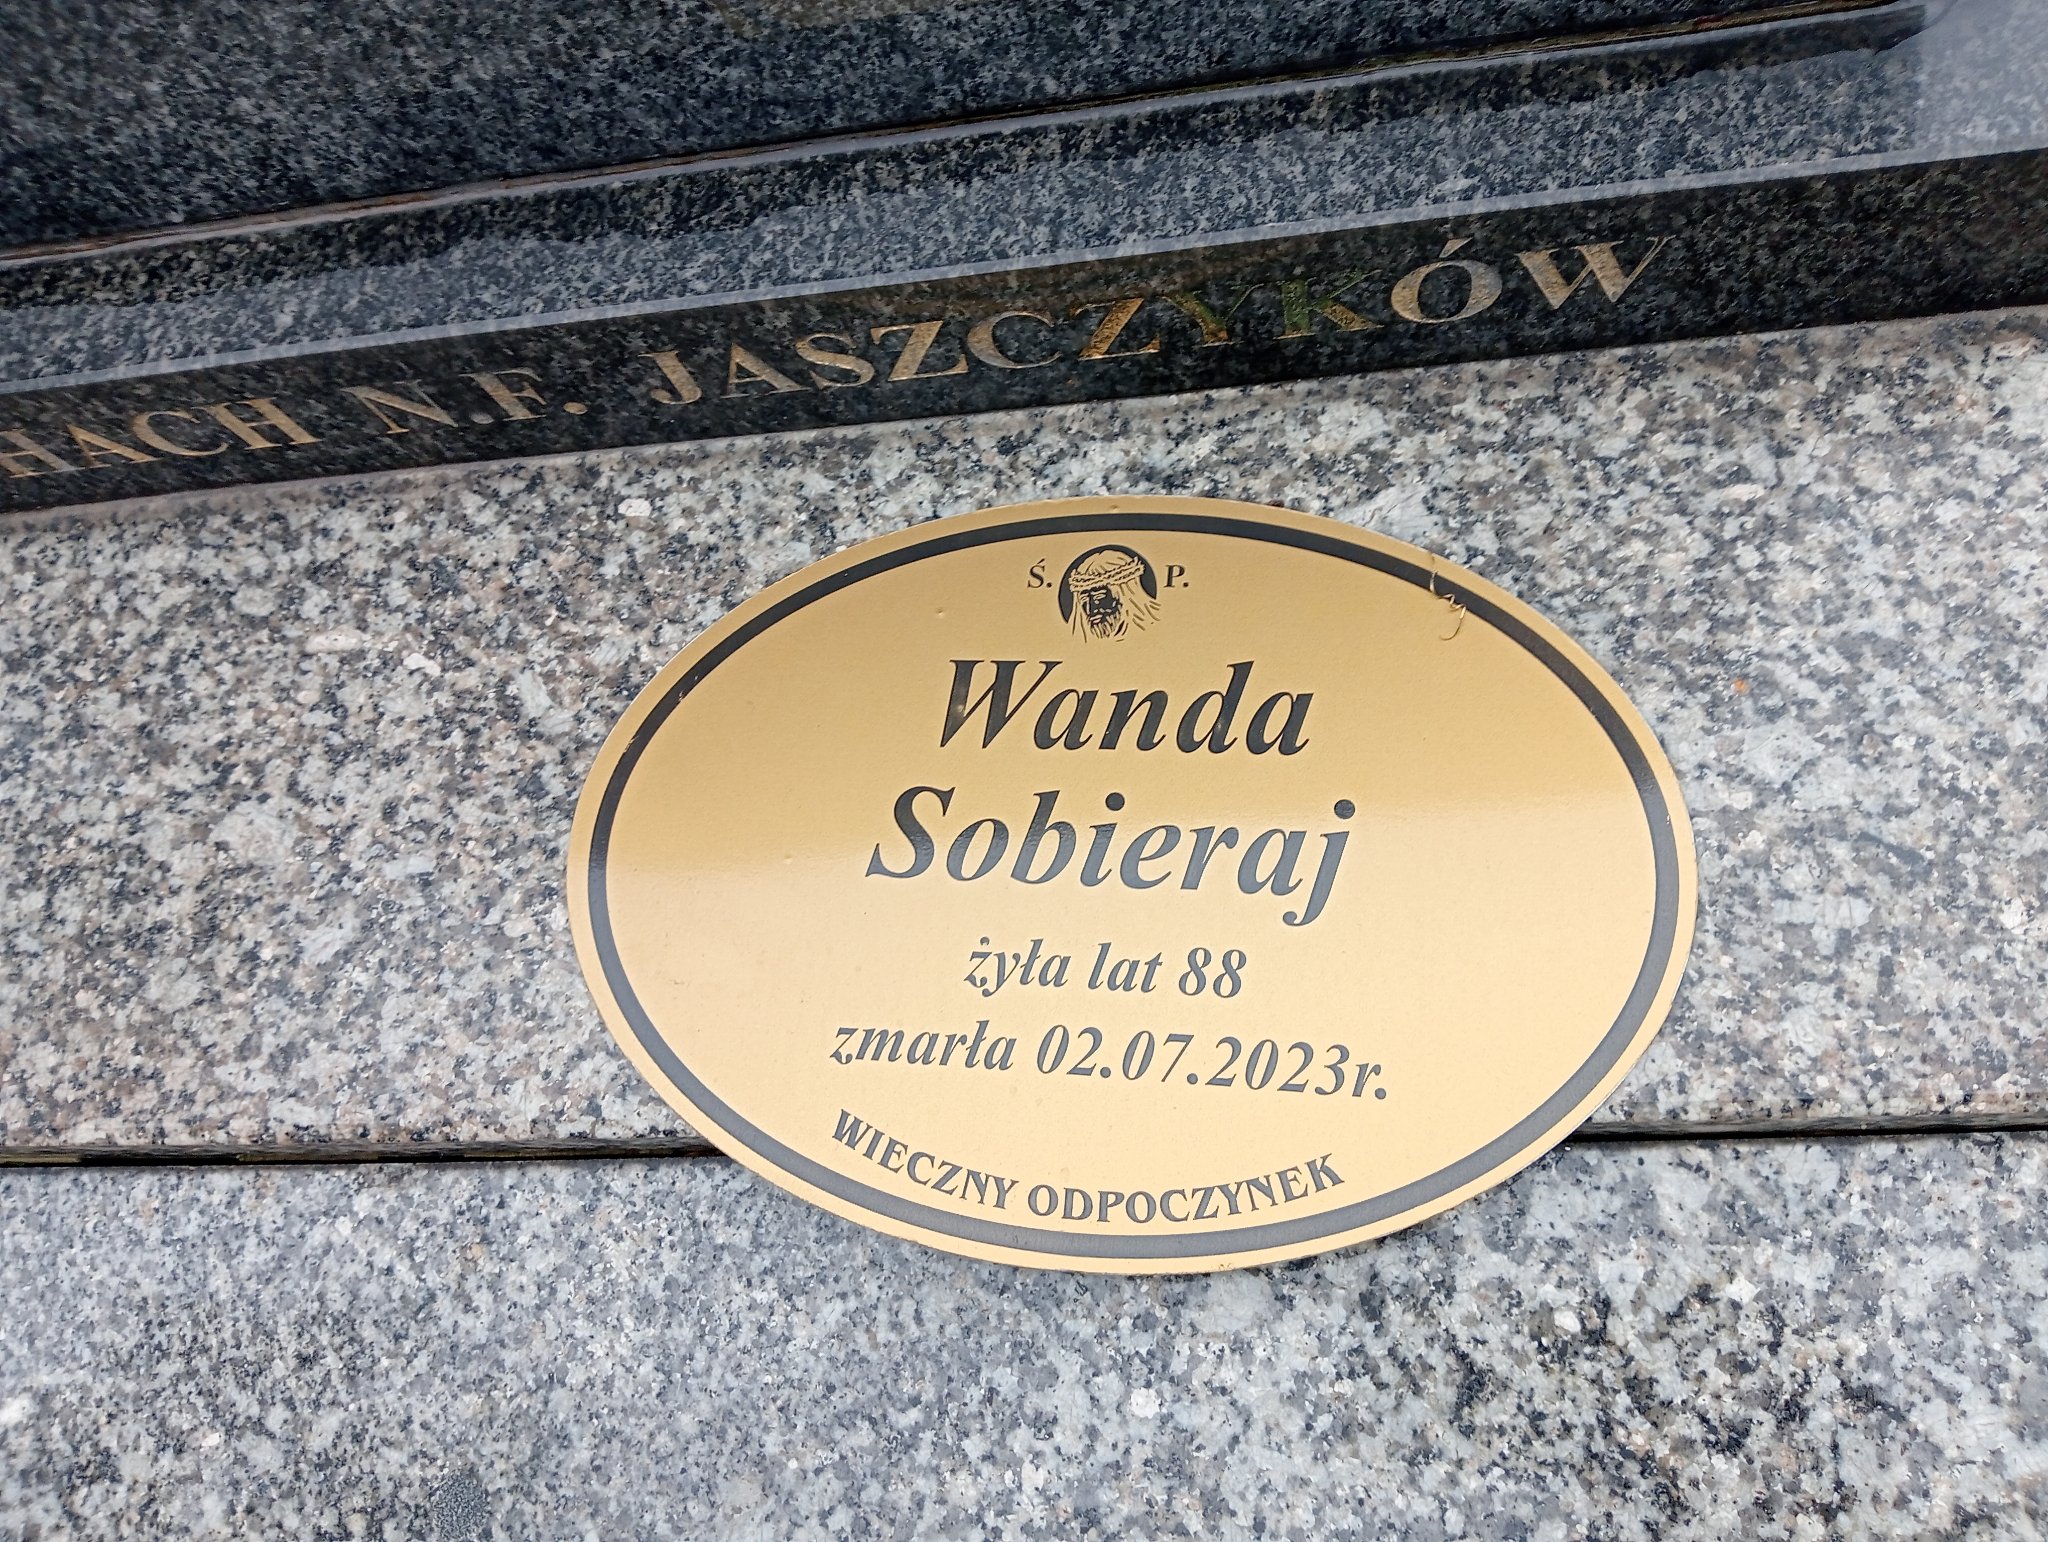 HACH N.F. JASZCZYKÓW
Ś. P.
Wanda
Sobieraj
żyła lat 88
zmarła 02.07.2023r.
WIECZNY ODPOCZYNEK